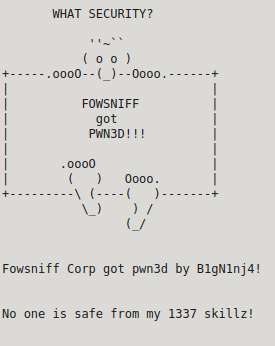 WHAT SECURITY?
''~``
( o o )
+-----.oooO--(_)--Oooo.------+
|                            |
|          FOWSNIFF          |
|            got             |
|           PWN3D!!!         |
|                            |
|       .oooO                |
|        (   )   Oooo.       |
+---------\ (----(   )-------+
\_)    ) /
(_/
Fowsniff Corp got pwn3d by B1gN1nj4!
No one is safe from my 1337 skillz!